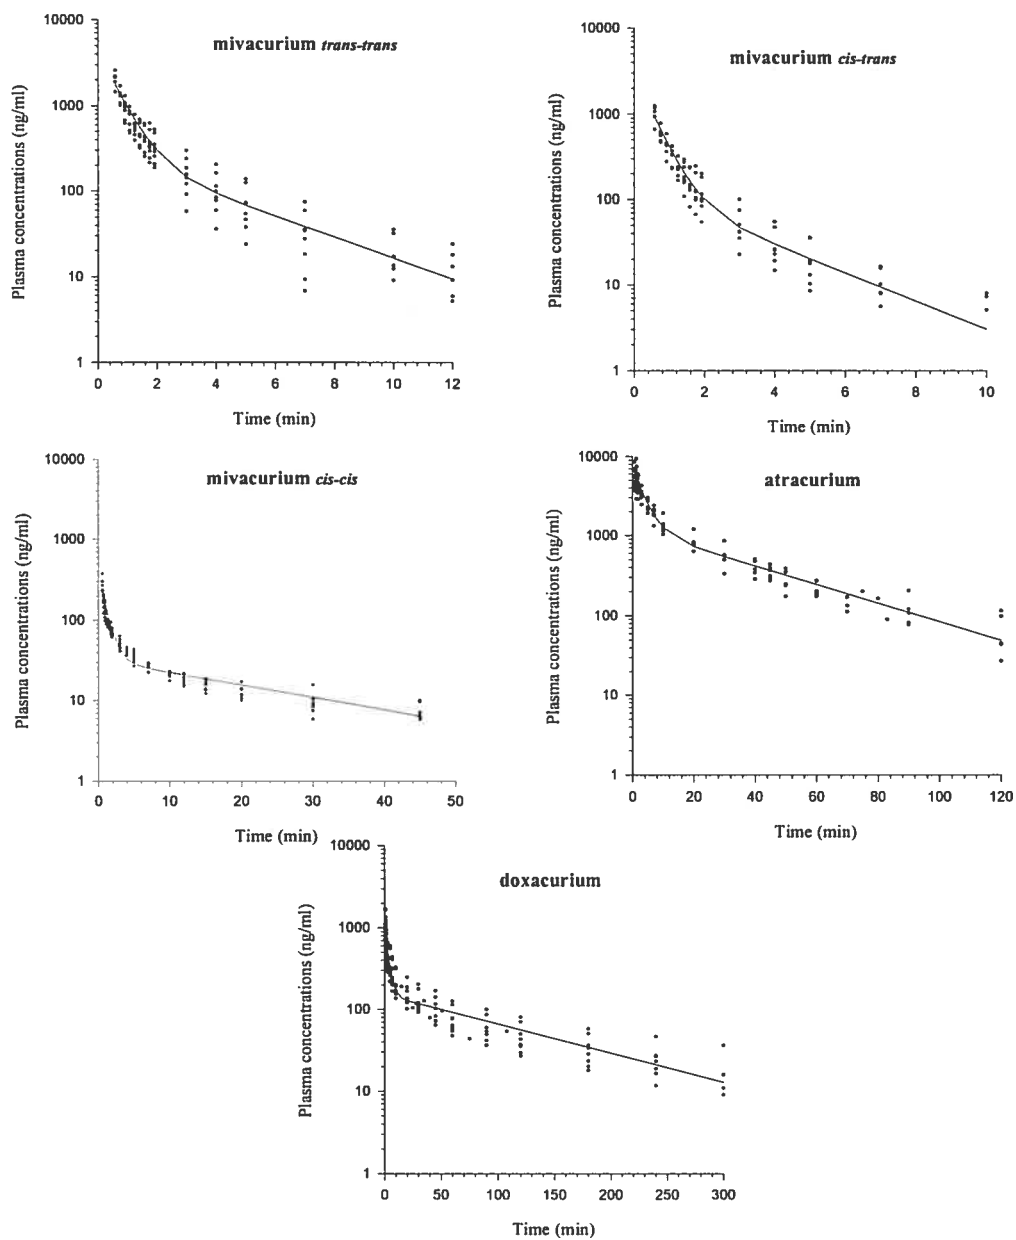 mivacurium trans-trans
Plasma concentrations (ng/ml)
10000
1000
100
10
1
0 2 4 6 8 10 12
Time (min)
mivacurium cis-trans
Plasma concentrations (ng/ml)
10000
1000
100
10
1
0 2 4 6 8 10
Time (min)
mivacurium cis-cis
Plasma concentrations (ng/ml)
10000
1000
100
10
1
0 10 20 30 40 50
Time (min)
atracurium
Plasma concentrations (ng/ml)
10000
1000
100
10
1
0 20 40 60 80 100 120
Time (min)
doxacurium
Plasma concentrations (ng/ml)
10000
1000
100
10
1
0 50 100 150 200 250 300
Time (min)